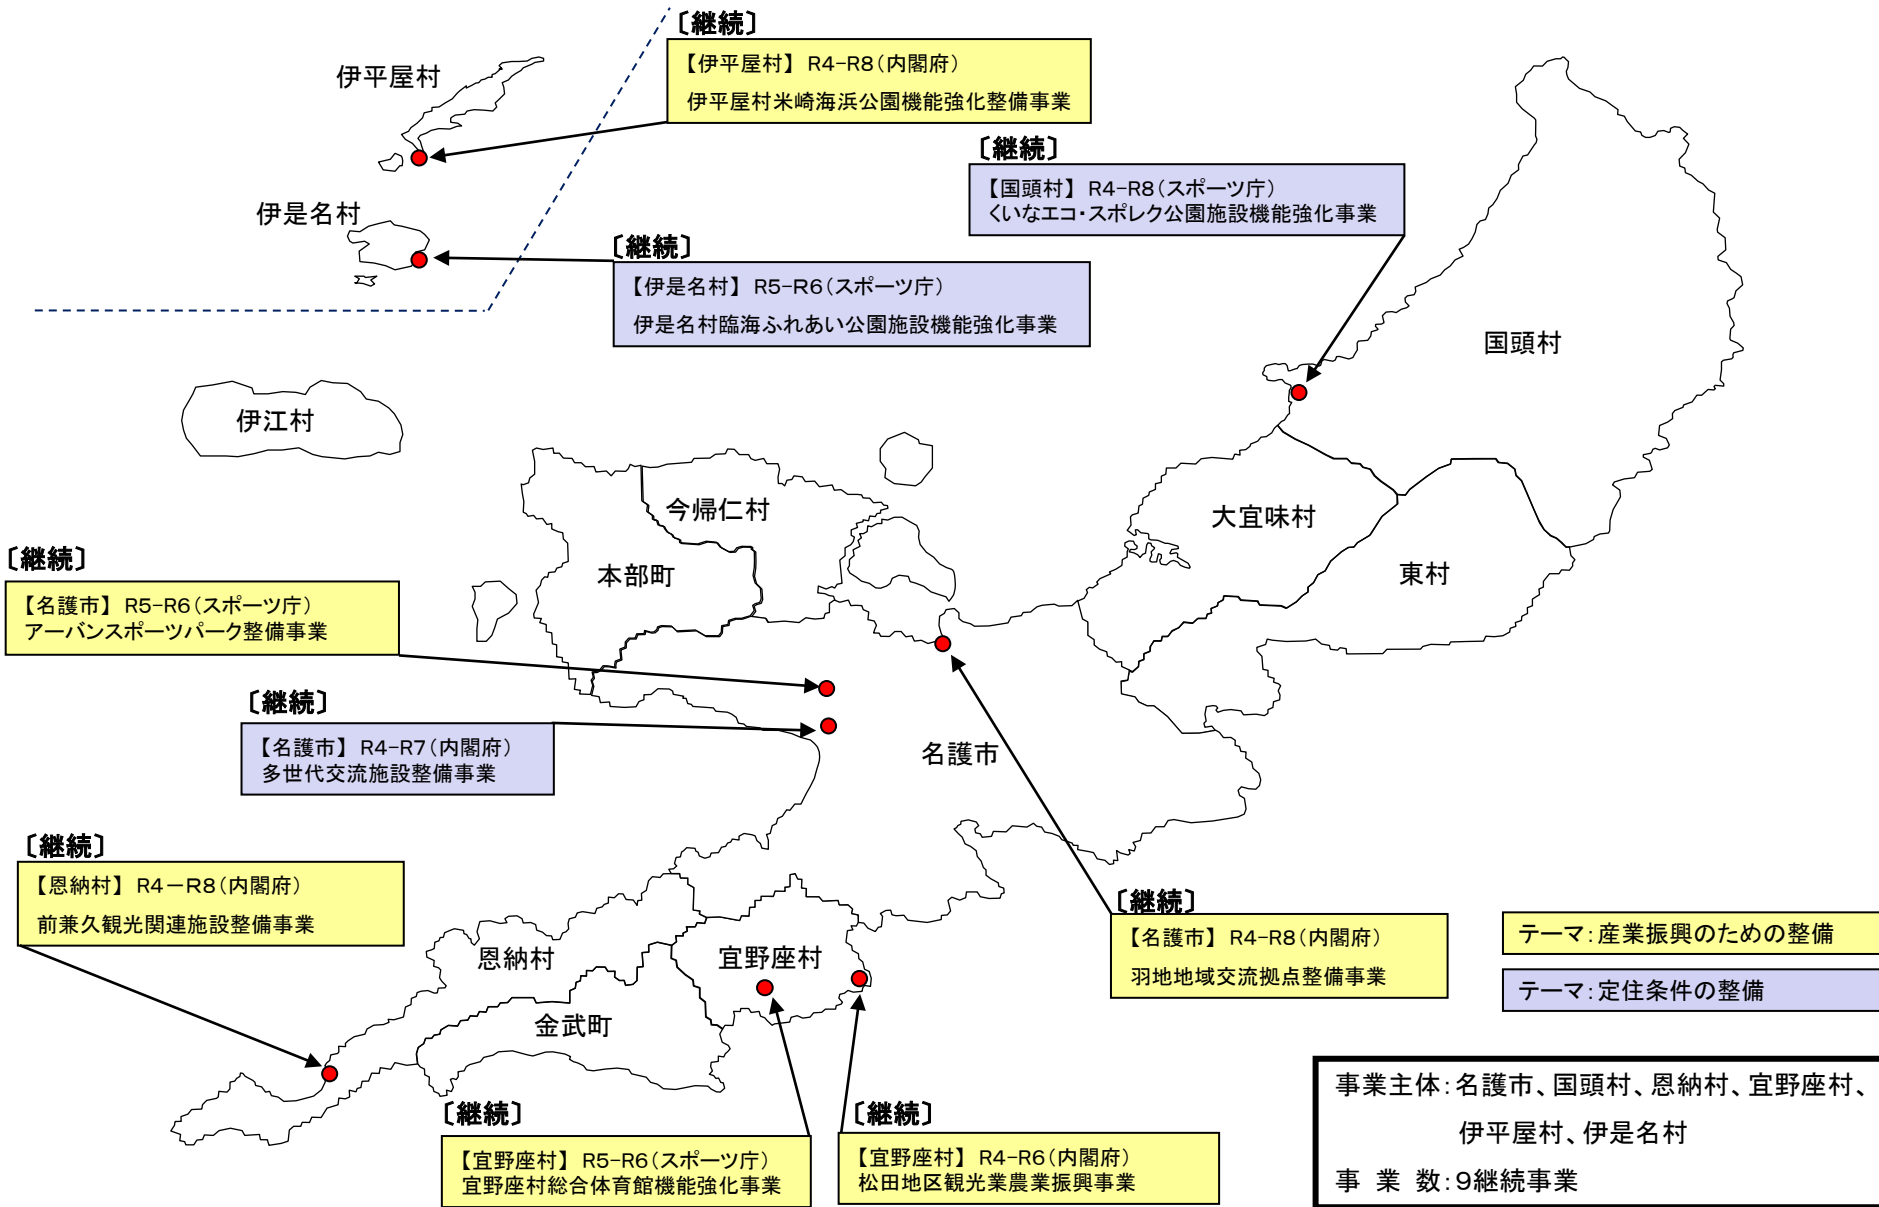 〔継続〕
【伊平屋村】 R4-R8（内閣府）
伊平屋村米崎海浜公園機能強化整備事業
伊平屋村
〔継続〕
【国頭村】 R4-R8（スポーツ庁）
くいなエコ・スポレク公園施設機能強化事業
伊是名村
〔継続〕
【伊是名村】 R5-R6（スポーツ庁）
伊是名村臨海ふれあい公園施設機能強化事業
国頭村
伊江村
今帰仁村
大宜味村
本部町
東村
〔継続〕
【名護市】 R5-R6（スポーツ庁）
アーバンスポーツパーク整備事業
〔継続〕
【名護市】 R4-R7（内閣府）
多世代交流施設整備事業
名護市
〔継続〕
【恩納村】 R4－R8（内閣府）
前兼久観光関連施設整備事業
恩納村
宜野座村
金武町
〔継続〕
【名護市】 R4-R8（内閣府）
羽地地域交流拠点整備事業
テーマ：産業振興のための整備
テーマ：定住条件の整備
〔継続〕
【宜野座村】 R5-R6（スポーツ庁）
宜野座村総合体育館機能強化事業
〔継続〕
【宜野座村】 R4-R6（内閣府）
松田地区観光業農業振興事業
事業主体：名護市、国頭村、恩納村、宜野座村、
伊平屋村、伊是名村
事 業 数：9継続事業